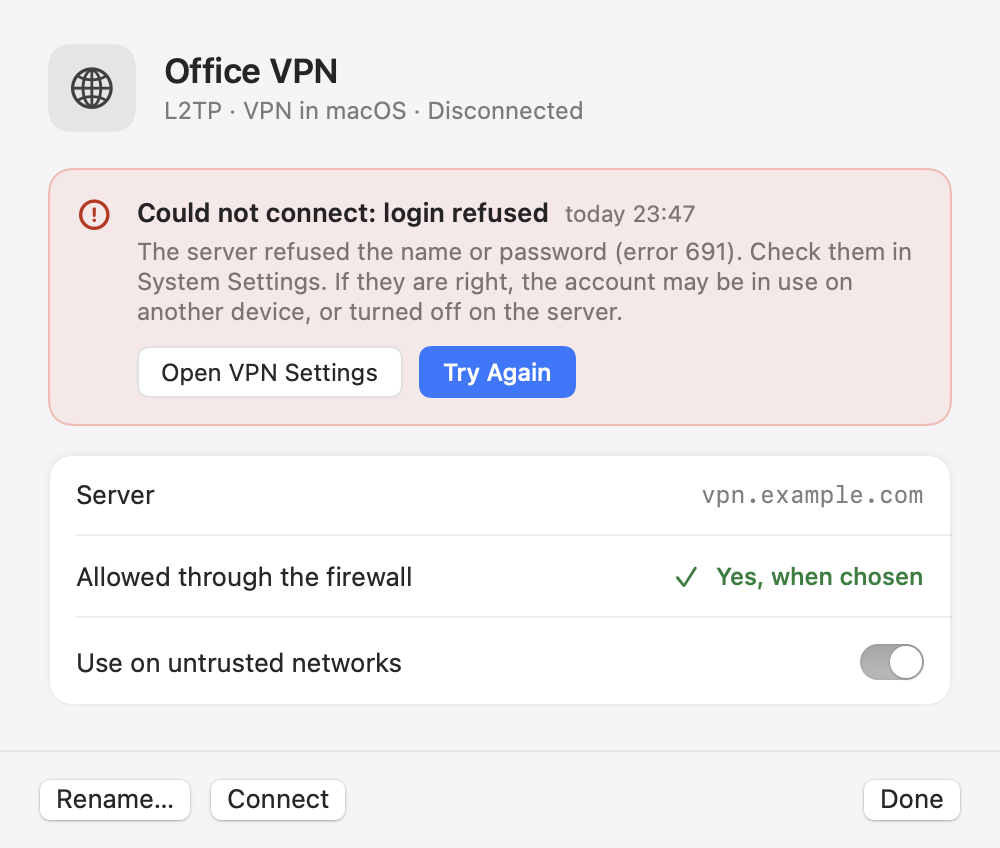 Office VPN
L2TP · VPN in macOS · Disconnected
Could not connect: login refused today 23:47
The server refused the name or password (error 691). Check them in
System Settings. If they are right, the account may be in use on
another device, or turned off on the server.
Open VPN Settings Try Again
Server vpn.example.com
Allowed through the firewall Yes, when chosen
Use on untrusted networks
Rename... Connect Done